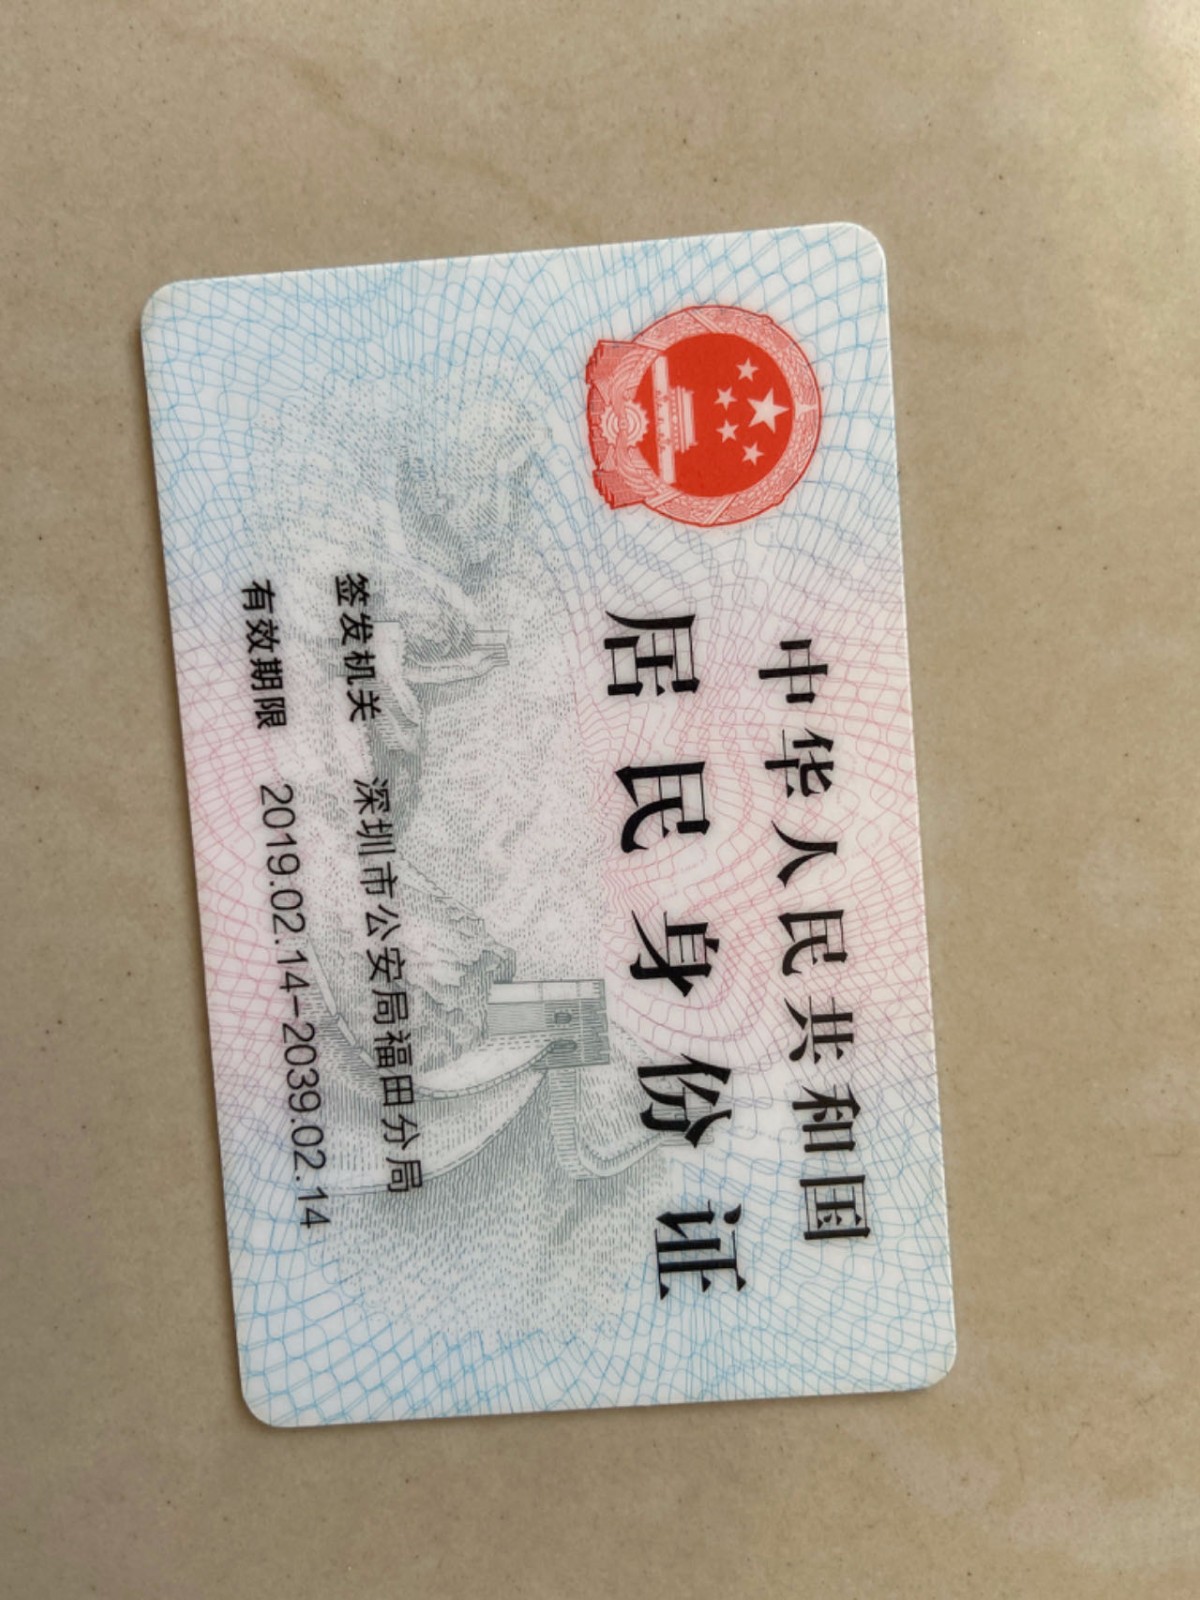 中华人民共和国
居民身份证
签发机关 深圳市公安局福田分局
有效期限 2019.02.14-2039.02.14